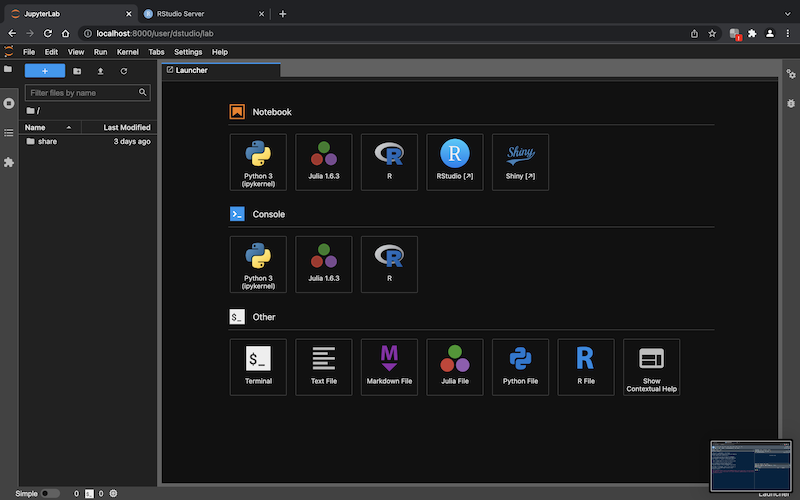 JupyterLab
RStudio Server
localhost:8000/user/dstudio/lab
File Edit View Run Kernel Tabs Settings Help
Launcher
Filter files by name
/
Name Last Modified
share 3 days ago
Notebook
Python 3 (ipykernel)
Julia 1.6.3
R
RStudio [↗]
Shiny
Shiny [↗]
Console
Python 3 (ipykernel)
Julia 1.6.3
R
$_ Other
$_
Terminal
Text File
M
Markdown File
Julia File
Python File
R
R File
Show Contextual Help
Simple 0 0
Launcher